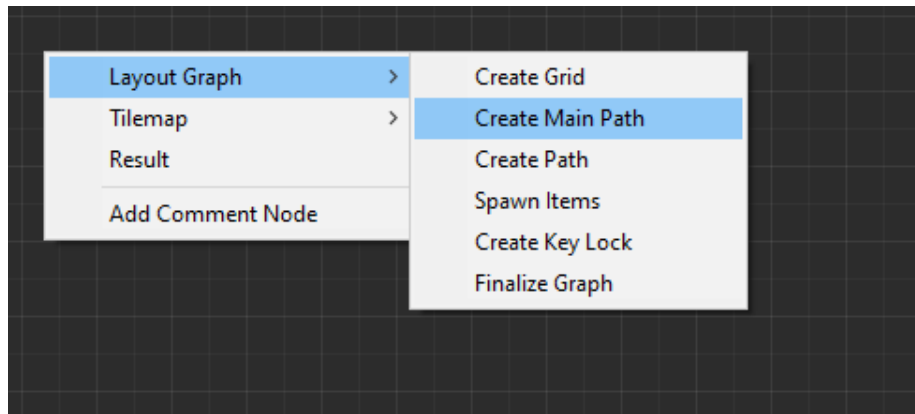 Layout Graph
Tilemap
Result
Add Comment Node
Create Grid
Create Main Path
Create Path
Spawn Items
Create Key Lock
Finalize Graph